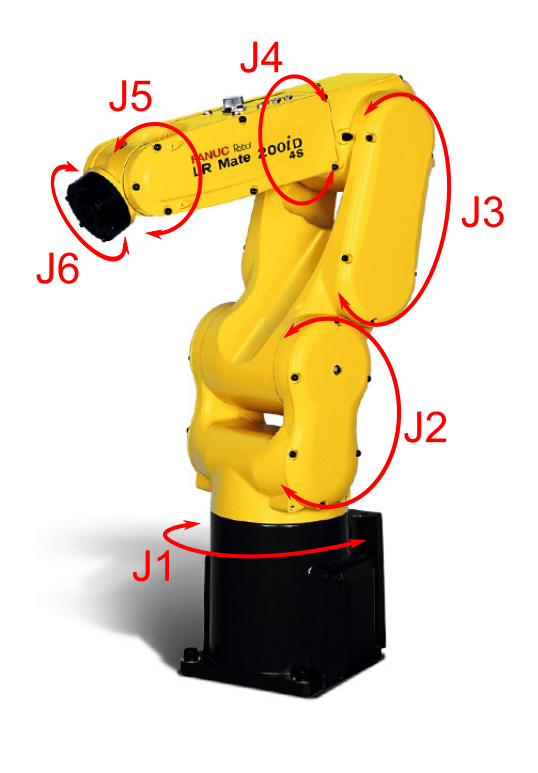 J4
J5
FANUC Robot
LR Mate 200iD
4S
J3
J6
J2
J1